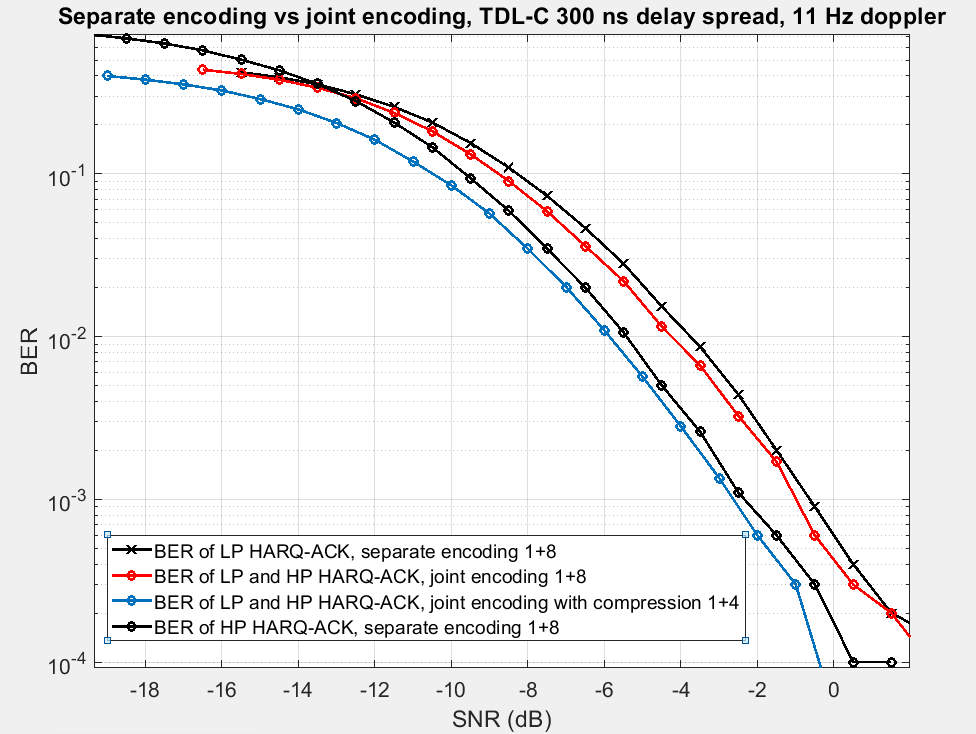 Separate encoding vs joint encoding, TDL-C 300 ns delay spread, 11 Hz doppler
BER
10^-1
10^-2
10^-3
10^-4
BER of LP HARQ-ACK, separate encoding 1+8
BER of LP and HP HARQ-ACK, joint encoding 1+8
BER of LP and HP HARQ-ACK, joint encoding with compression 1+4
BER of HP HARQ-ACK, separate encoding 1+8
-18 -16 -14 -12 -10 -8 -6 -4 -2 0
SNR (dB)